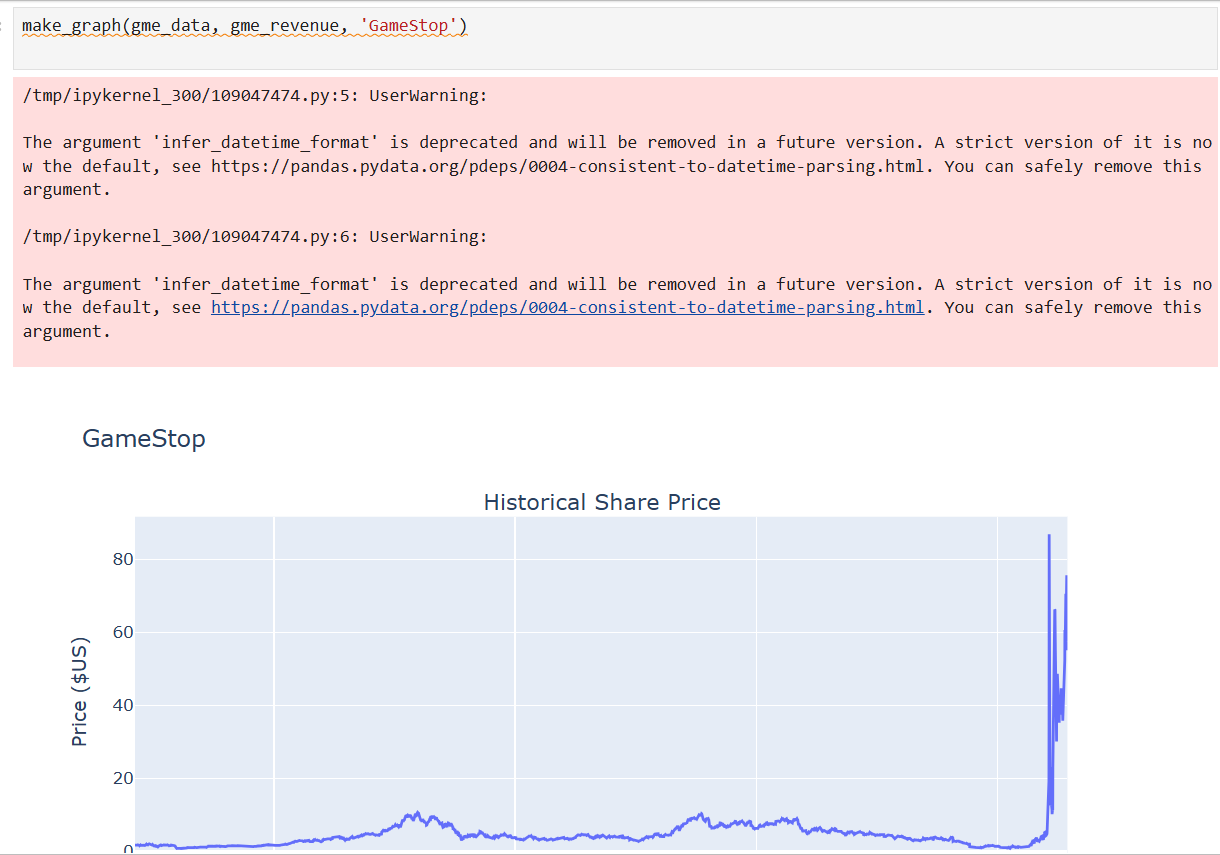 make_graph(gme_data, gme_revenue, 'GameStop')
/tmp/ipykernel_300/109047474.py:5: UserWarning:
The argument 'infer_datetime_format' is deprecated and will be removed in a future version. A strict version of it is no
w the default, see https://pandas.pydata.org/pdeps/0004-consistent-to-datetime-parsing.html. You can safely remove this
argument.
/tmp/ipykernel_300/109047474.py:6: UserWarning:
The argument 'infer_datetime_format' is deprecated and will be removed in a future version. A strict version of it is no
w the default, see https://pandas.pydata.org/pdeps/0004-consistent-to-datetime-parsing.html. You can safely remove this
argument.
GameStop
Historical Share Price
80
60
40
20
0
Price ($US)